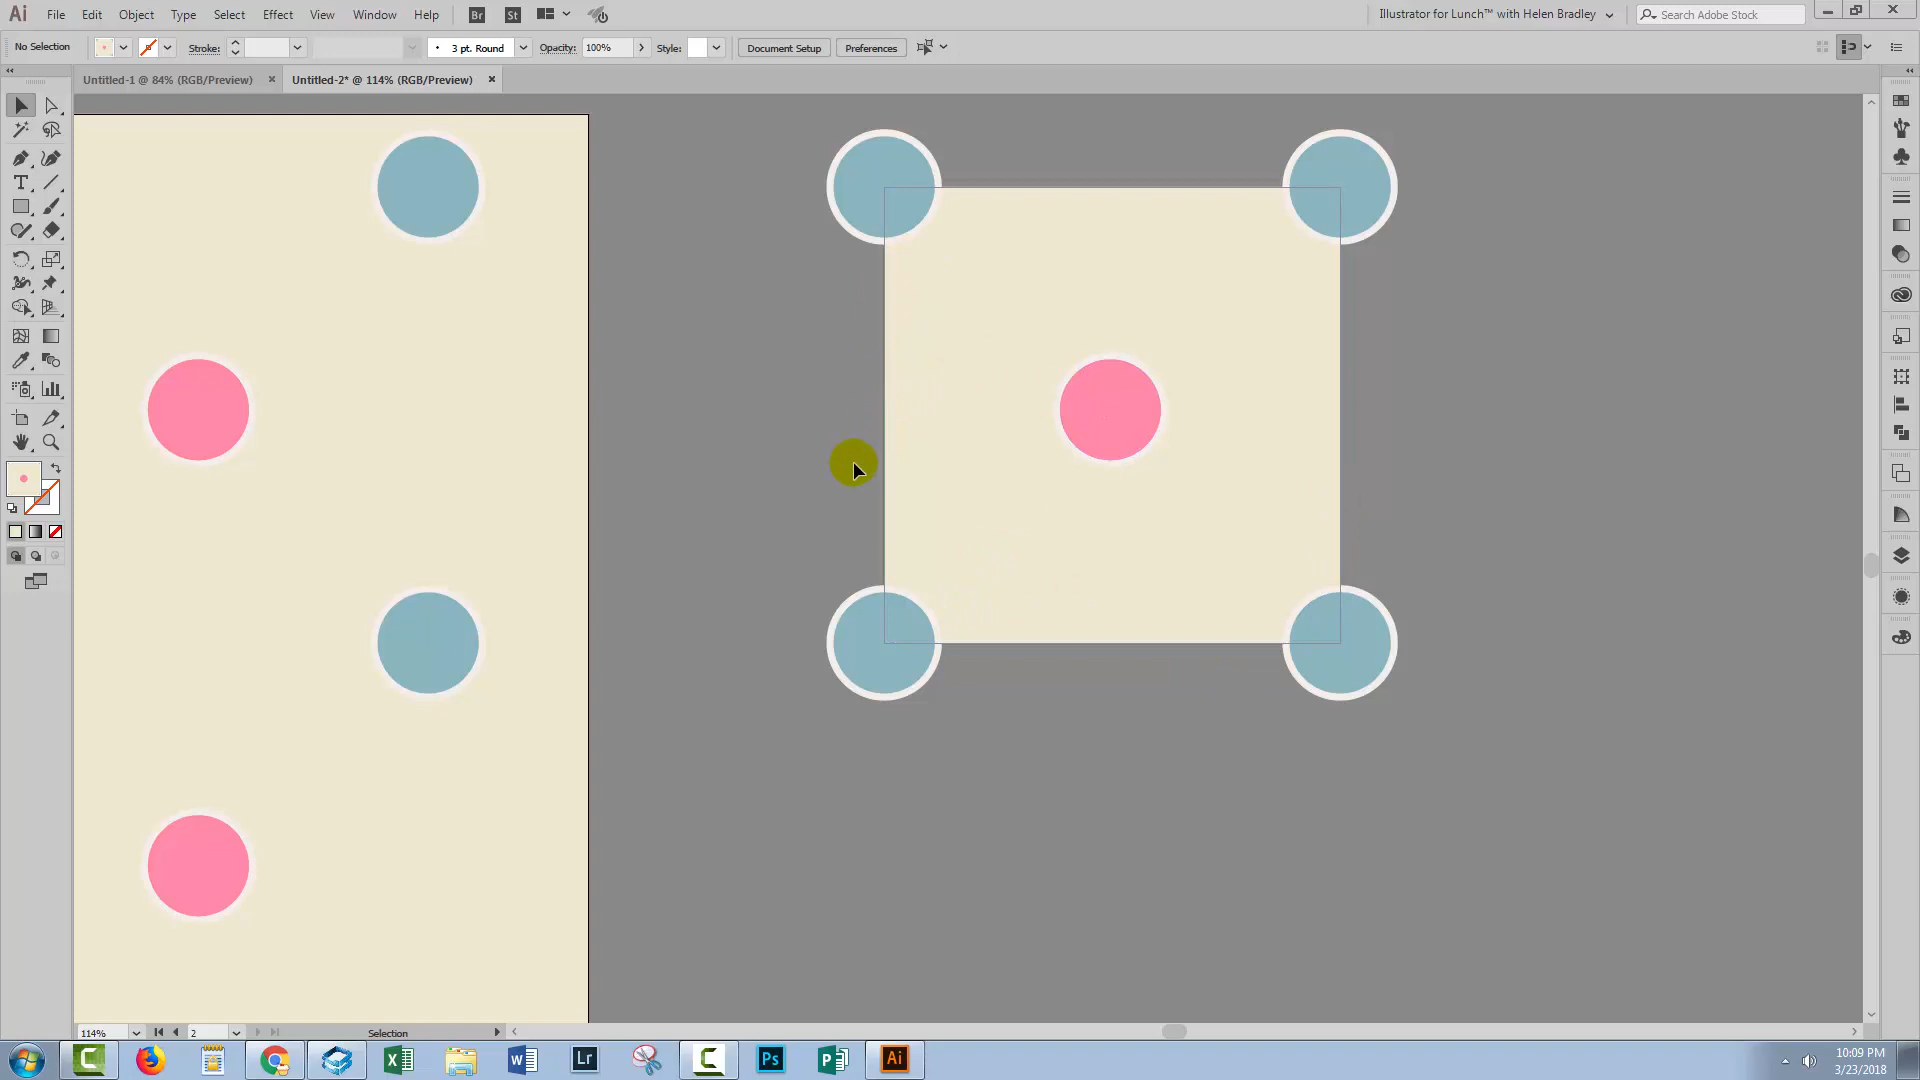 Ai File Edit Object Type Select Effect View Window Help Br St Illustrator for Lunch™ with Helen Bradley Search Adobe Stock
No Selection Stroke: 3 pt. Round Opacity: 100% Style: Document Setup Preferences
Untitled-1 @ 84% (RGB/Preview) Untitled-2* @ 114% (RGB/Preview)
114% 2 Selection
Lr Ps Ai
10:09 PM
3/23/2018